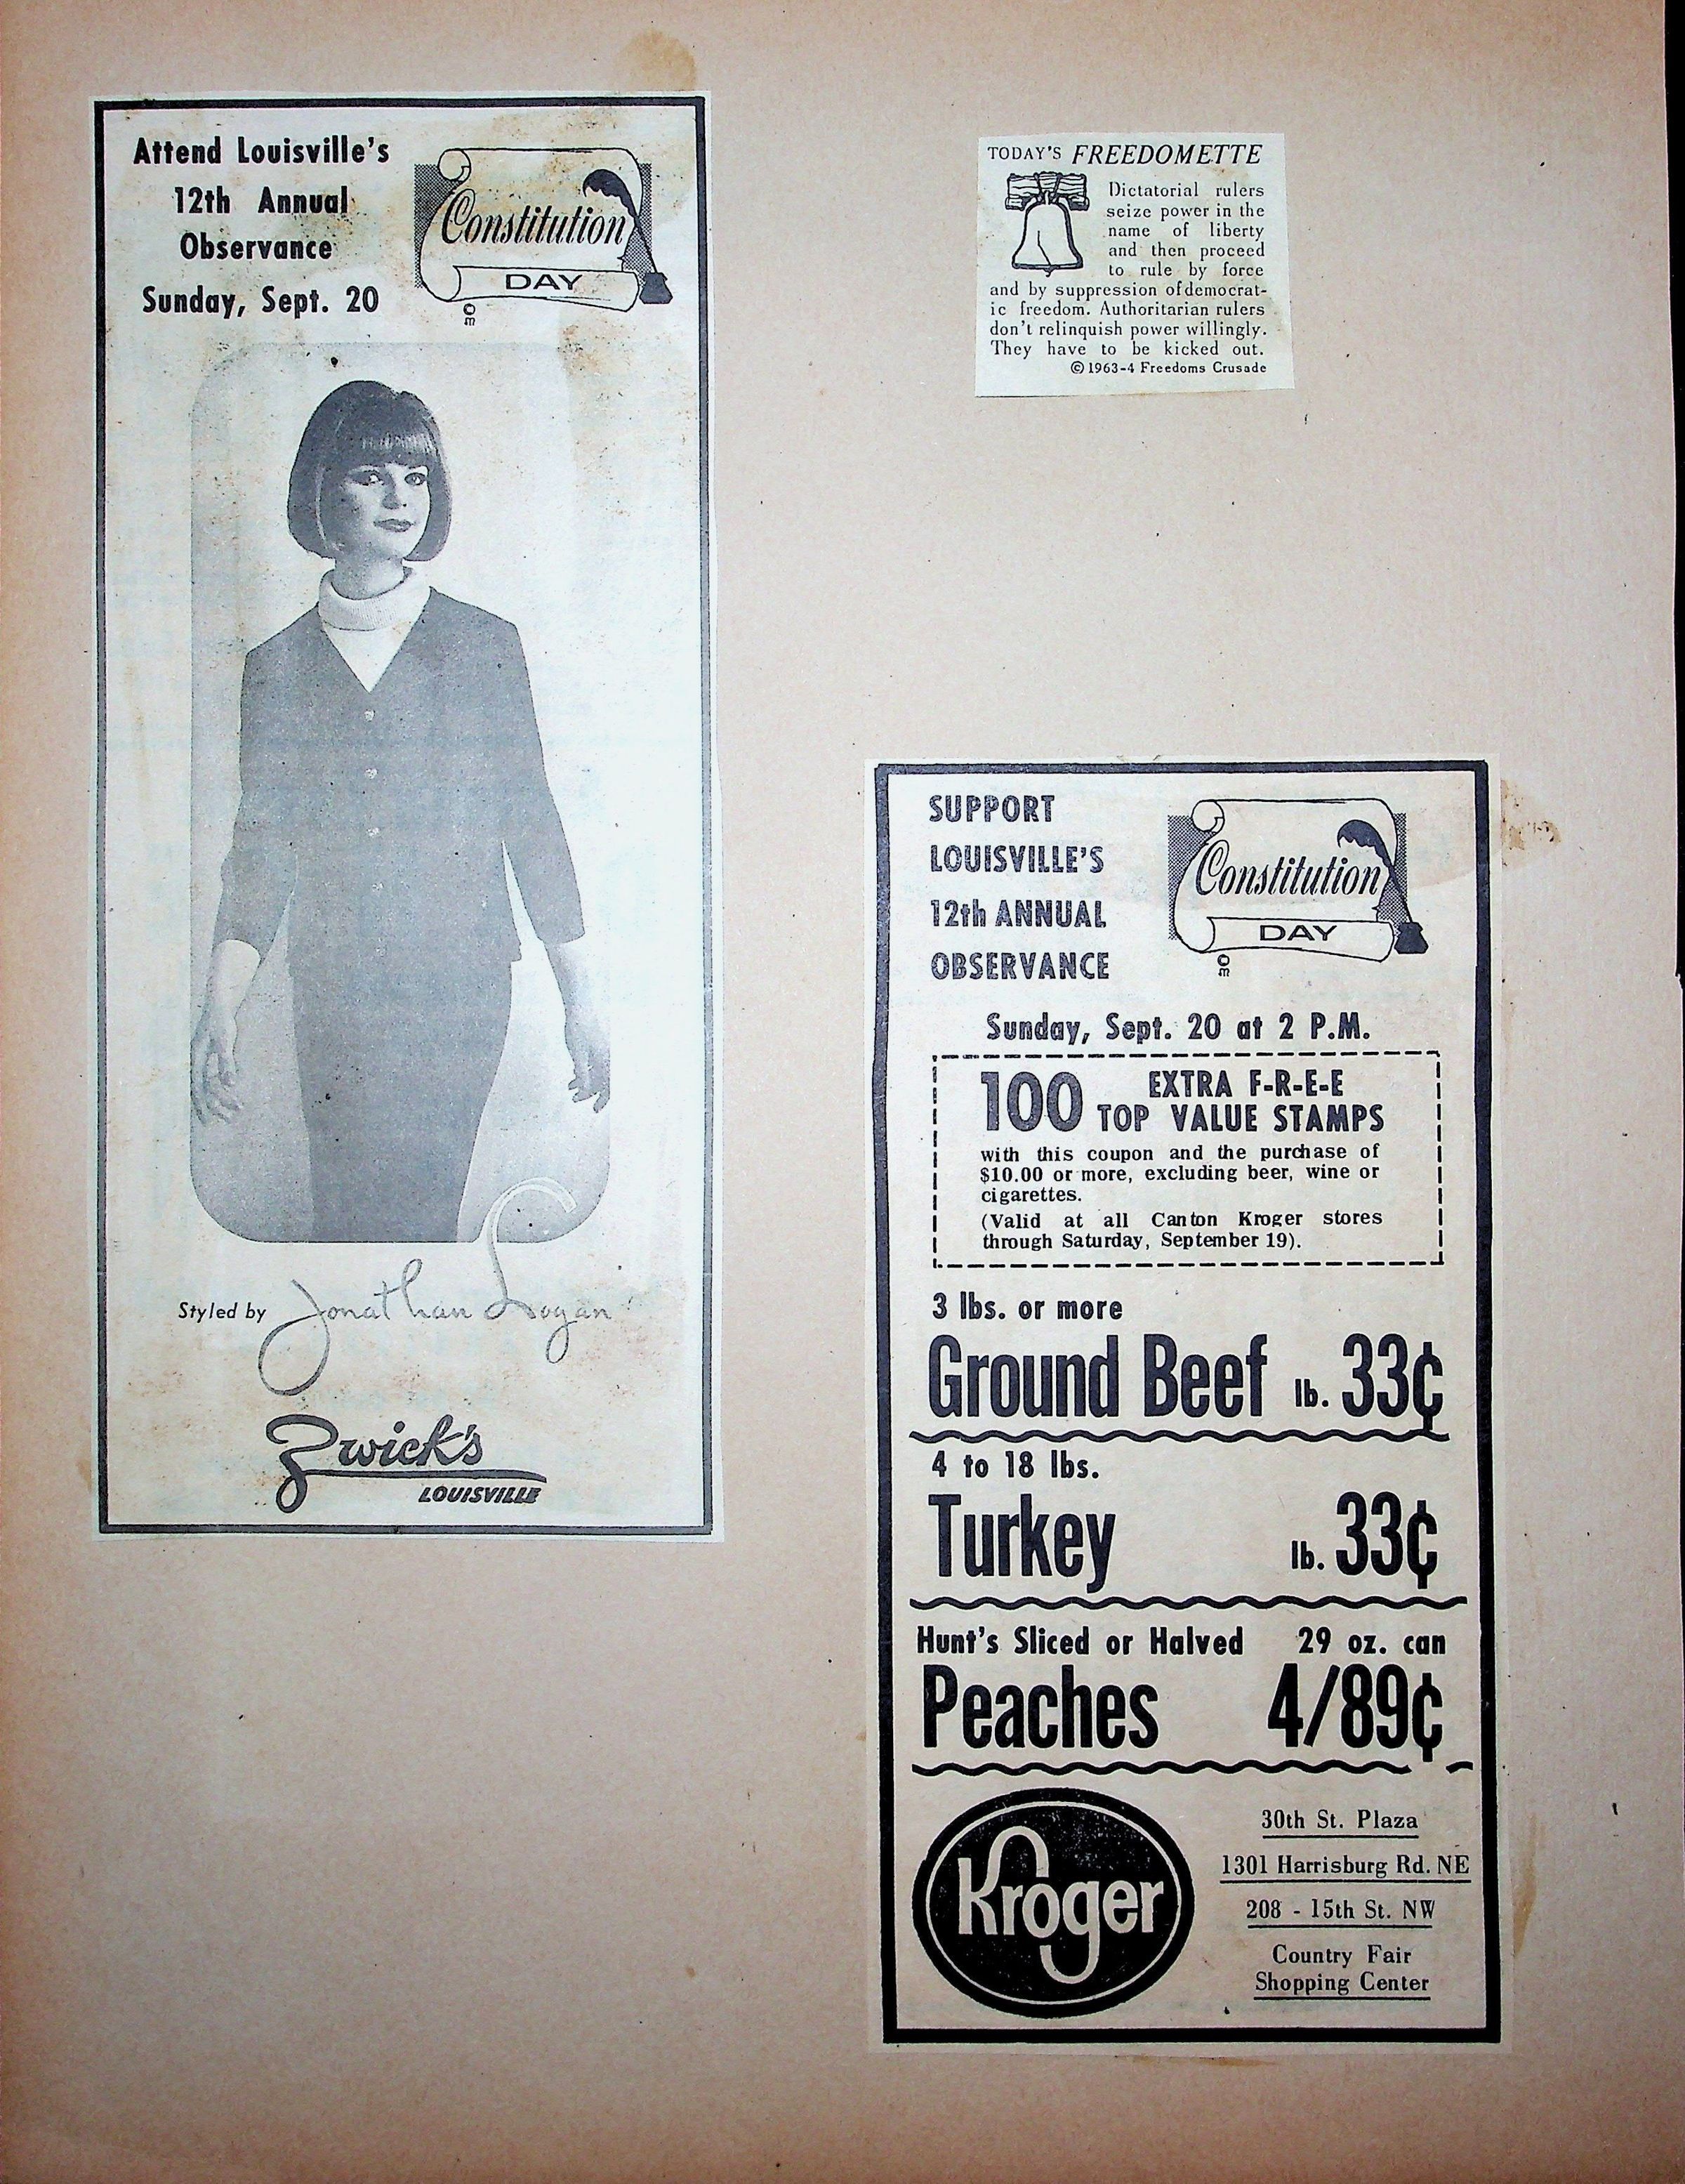 Attend Louisville's
12th Annual
Observance
Sunday, Sept. 20
Constitution
DAY
©
m
Styled by Jonathan Logan
Zwick's
LOUISVILLE
TODAY'S FREEDOMETTE
Dictatorial rulers
seize power in the
name of liberty
and then proceed
to rule by force
and by suppression of democrat-
ic freedom. Authoritarian rulers
don't relinquish power willingly.
They have to be kicked out.
© 1963-4 Freedoms Crusade
SUPPORT
LOUISVILLE'S
12th ANNUAL
OBSERVANCE
Constitution
DAY
©
m
Sunday, Sept. 20 at 2 P.M.
100 EXTRA F-R-E-E
TOP VALUE STAMPS
with this coupon and the purchase of
$10.00 or more, excluding beer, wine or
cigarettes.
(Valid at all Canton Kroger stores
through Saturday, September 19).
3 lbs. or more
Ground Beef lb. 33¢
4 to 18 lbs.
Turkey lb. 33¢
Hunt's Sliced or Halved 29 oz. can
Peaches 4/89¢
Kroger
30th St. Plaza
1301 Harrisburg Rd. NE
208 - 15th St. NW
Country Fair
Shopping Center